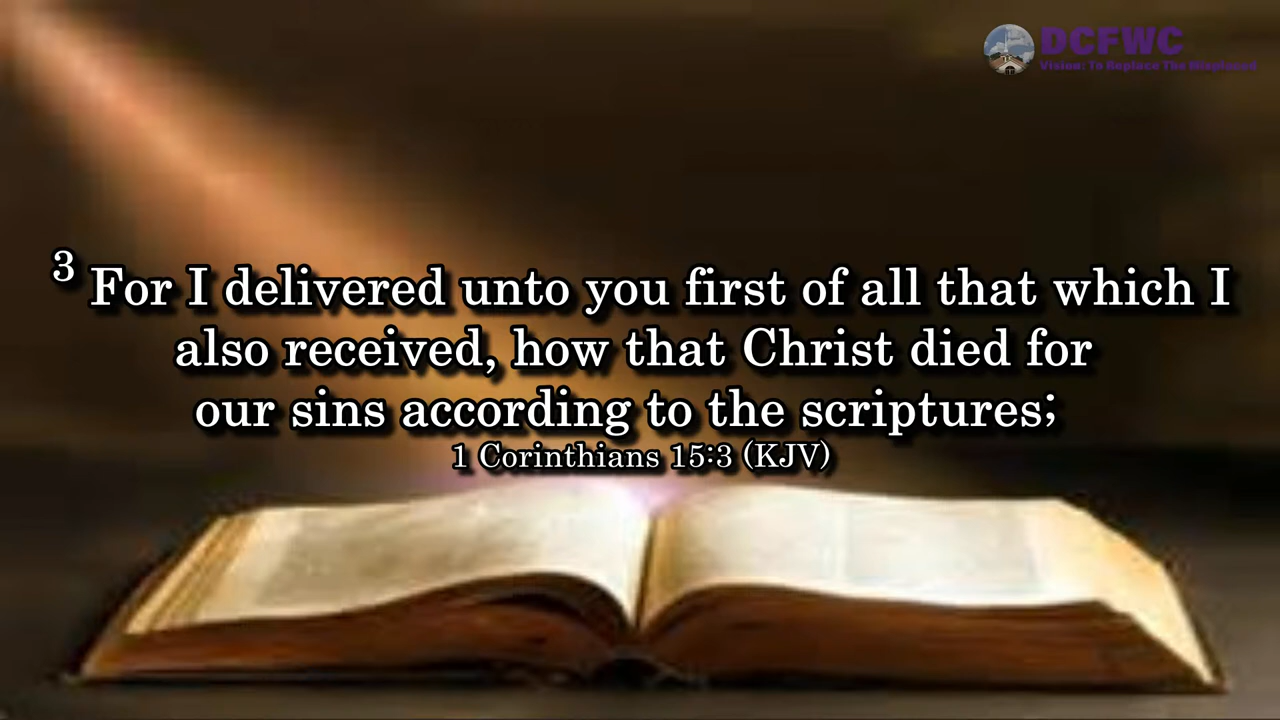 DCFWC
Vision: To Replace The Misplaced
3 For I delivered unto you first of all that which I
also received, how that Christ died for
our sins according to the scriptures;
1 Corinthians 15:3 (KJV)